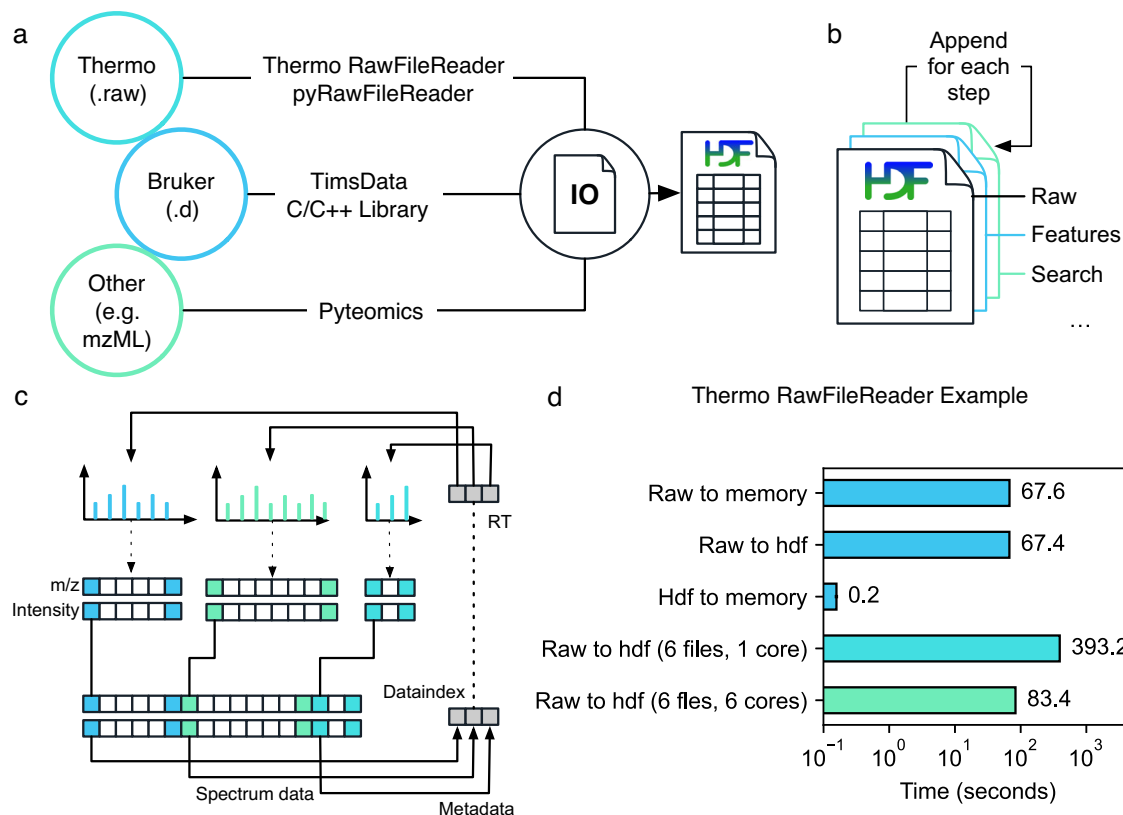 a
Thermo
(.raw)
Thermo RawFileReader
pyRawFileReader
Bruker
(.d)
TimsData
C/C++ Library
Other
(e.g.
mzML)
Pyteomics
IO
HDF
b
Append
for each
step
HDF
Raw
Features
Search
...
c
RT
m/z
Intensity
Dataindex
Spectrum data
Metadata
d
Thermo RawFileReader Example
Raw to memory
67.6
Raw to hdf
67.4
Hdf to memory
0.2
Raw to hdf (6 files, 1 core)
393.2
Raw to hdf (6 fles, 6 cores)
83.4
10⁻¹ 10⁰ 10¹ 10² 10³
Time (seconds)